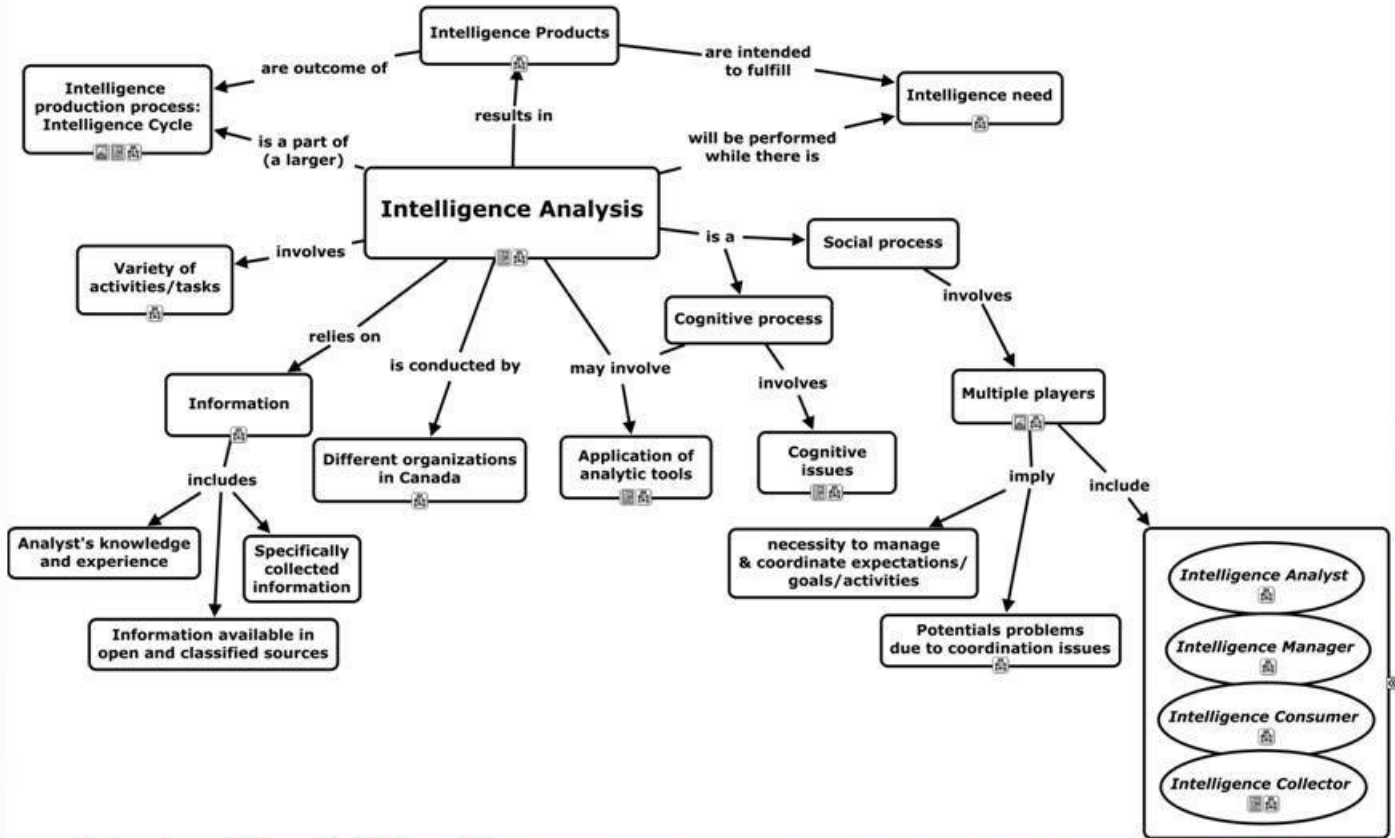 Intelligence Products
are outcome of
are intended
to fulfill
Intelligence
production process:
Intelligence Cycle
Intelligence need
results in
is a part of
(a larger)
will be performed
while there is
Intelligence Analysis
is a
Social process
involves
Variety of
activities/tasks
involves
Cognitive process
relies on
is conducted by
may involve
involves
Information
Multiple players
Different organizations
in Canada
Application of
analytic tools
Cognitive
issues
includes
imply
include
Analyst's knowledge
and experience
Specifically
collected
information
necessity to manage
& coordinate expectations/
goals/activities
Information available in
open and classified sources
Potentials problems
due to coordination issues
Intelligence Analyst
Intelligence Manager
Intelligence Consumer
Intelligence Collector